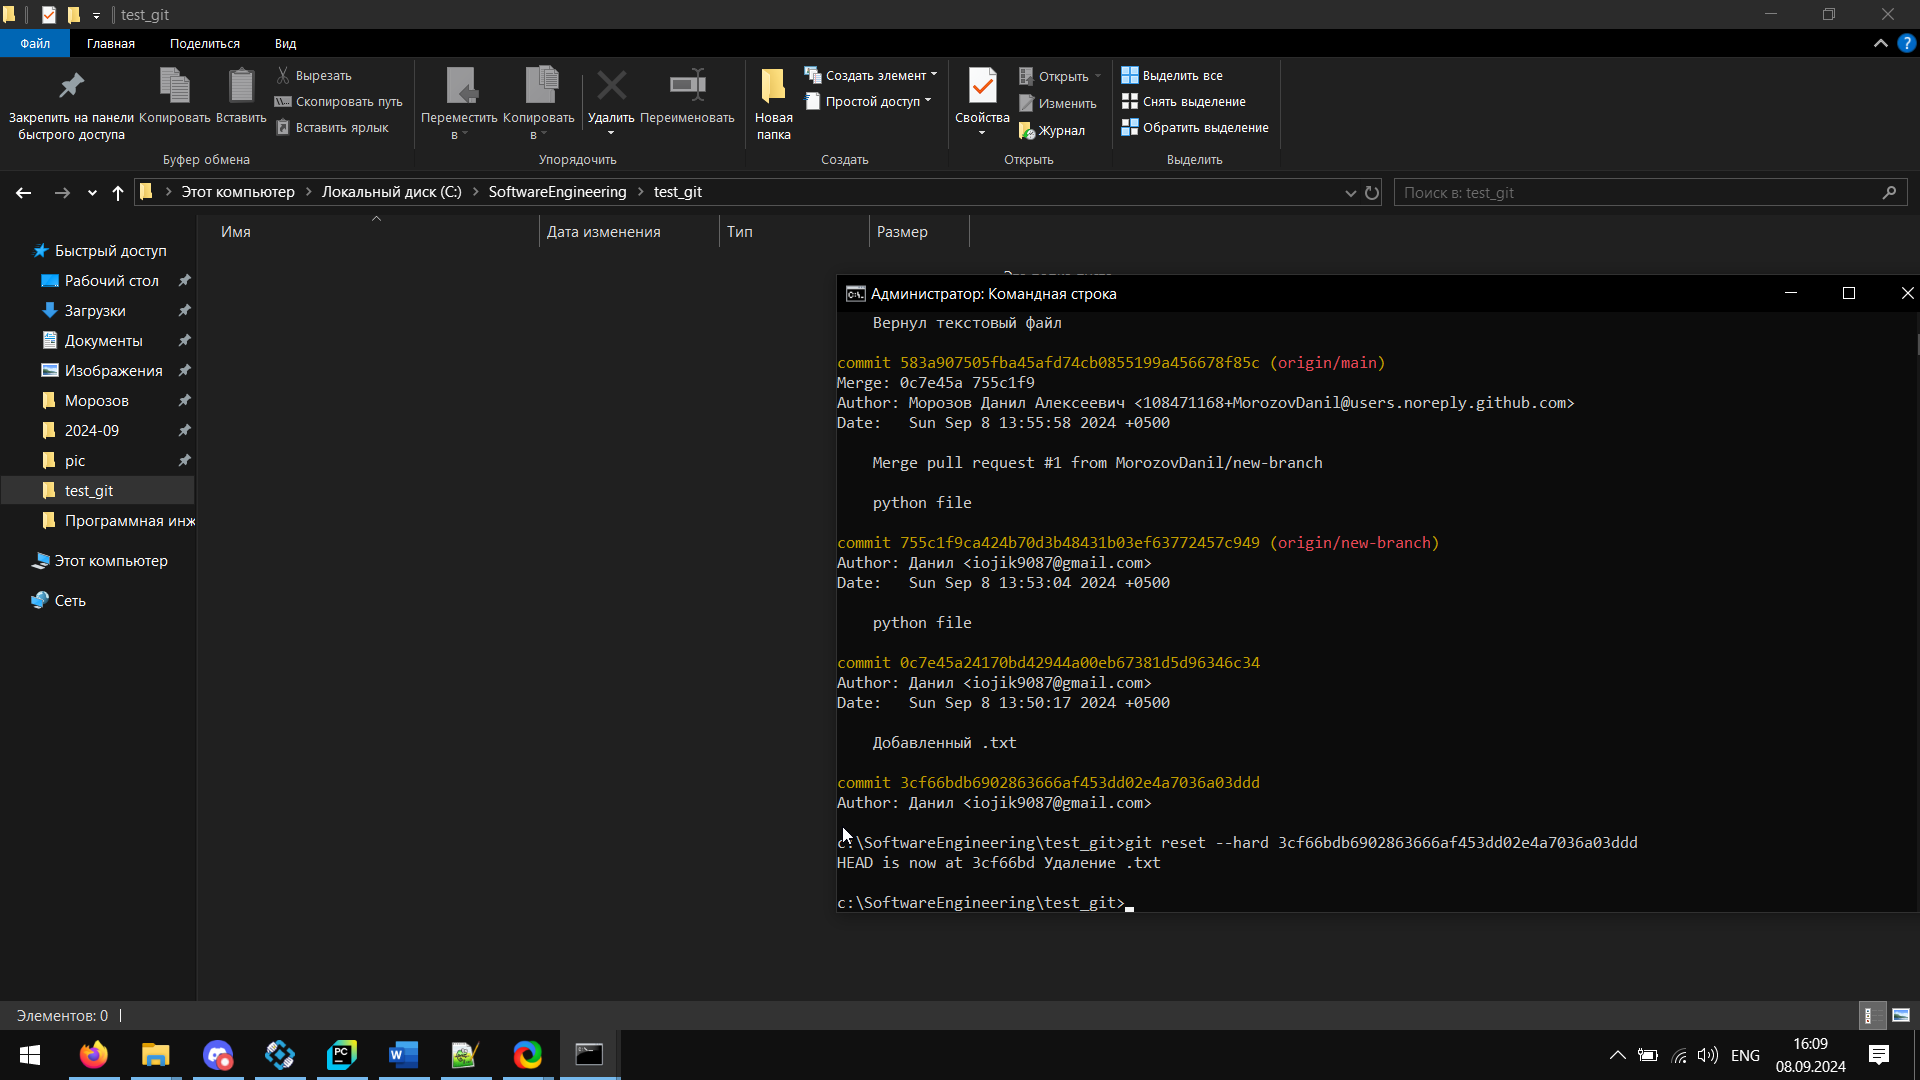 test_git
Файл Главная Поделиться Вид
Закрепить на панели быстрого доступа
Копировать
Вставить
Вырезать
Скопировать путь
Вставить ярлык
Буфер обмена
Переместить в
Копировать в
Удалить
Переименовать
Упорядочить
Новая папка
Создать элемент
Простой доступ
Создать
Свойства
Открыть
Изменить
Журнал
Открыть
Выделить все
Снять выделение
Обратить выделение
Выделить
Этот компьютер > Локальный диск (C:) > SoftwareEngineering > test_git
Поиск в: test_git
Имя Дата изменения Тип Размер
Быстрый доступ
Рабочий стол
Загрузки
Документы
Изображения
Морозов
2024-09
pic
test_git
Программная инж
Этот компьютер
Сеть
Администратор: Командная строка
Вернул текстовый файл
commit 583a907505fba45afd74cb0855199a456678f85c (origin/main)
Merge: 0c7e45a 755c1f9
Author: Морозов Данил Алексеевич <108471168+MorozovDanil@users.noreply.github.com>
Date: Sun Sep 8 13:55:58 2024 +0500
Merge pull request #1 from MorozovDanil/new-branch
python file
commit 755c1f9ca424b70d3b48431b03ef63772457c949 (origin/new-branch)
Author: Данил <iojik9087@gmail.com>
Date: Sun Sep 8 13:53:04 2024 +0500
python file
commit 0c7e45a24170bd42944a00eb67381d5d96346c34
Author: Данил <iojik9087@gmail.com>
Date: Sun Sep 8 13:50:17 2024 +0500
Добавленный .txt
commit 3cf66bdb6902863666af453dd02e4a7036a03ddd
Author: Данил <iojik9087@gmail.com>
c:\SoftwareEngineering\test_git>git reset --hard 3cf66bdb6902863666af453dd02e4a7036a03ddd
HEAD is now at 3cf66bd Удаление .txt
c:\SoftwareEngineering\test_git>
Элементов: 0
ENG
16:09
08.09.2024